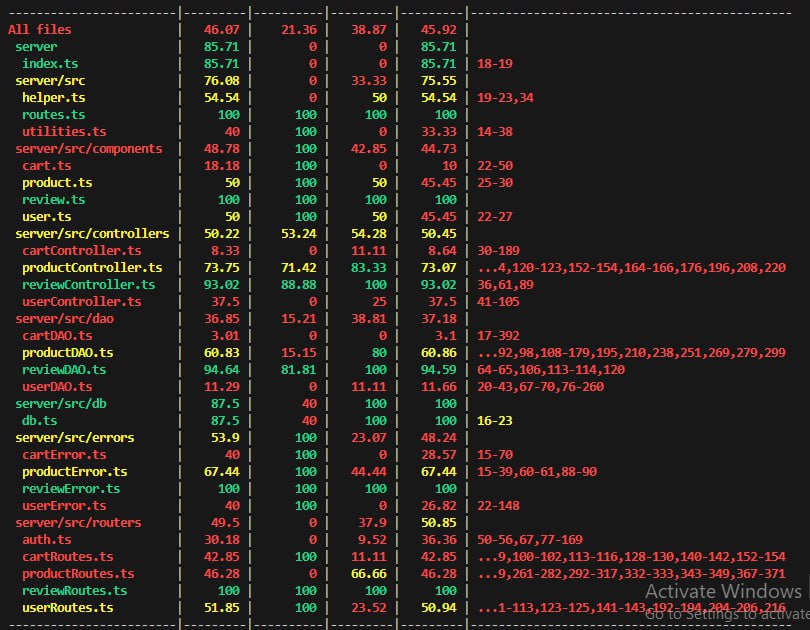 -------------------------|---------|----------|---------|---------|---------------------------------------------
All files                |   46.07 |    21.36 |   38.87 |   45.92 |
 server                  |   85.71 |        0 |       0 |   85.71 |
  index.ts               |   85.71 |        0 |       0 |   85.71 | 18-19
 server/src              |   76.08 |        0 |   33.33 |   75.55 |
  helper.ts              |   54.54 |        0 |      50 |   54.54 | 19-23,34
  routes.ts              |     100 |      100 |     100 |     100 |
  utilities.ts           |      40 |      100 |       0 |   33.33 | 14-38
 server/src/components   |   48.78 |      100 |   42.85 |   44.73 |
  cart.ts                |   18.18 |      100 |       0 |      10 | 22-50
  product.ts             |      50 |      100 |      50 |   45.45 | 25-30
  review.ts              |     100 |      100 |     100 |     100 |
  user.ts                |      50 |      100 |      50 |   45.45 | 22-27
 server/src/controllers  |   50.22 |    53.24 |   54.28 |   50.45 |
  cartController.ts      |    8.33 |        0 |   11.11 |    8.64 | 30-189
  productController.ts   |   73.75 |    71.42 |   83.33 |   73.07 | ...4,120-123,152-154,164-166,176,196,208,220
  reviewController.ts    |   93.02 |    88.88 |     100 |   93.02 | 36,61,89
  userController.ts      |    37.5 |        0 |      25 |    37.5 | 41-105
 server/src/dao          |   36.85 |    15.21 |   38.81 |   37.18 |
  cartDAO.ts             |    3.01 |        0 |       0 |     3.1 | 17-392
  productDAO.ts          |   60.83 |    15.15 |      80 |   60.86 | ...92,98,108-179,195,210,238,251,269,279,299
  reviewDAO.ts           |   94.64 |    81.81 |     100 |   94.59 | 64-65,106,113-114,120
  userDAO.ts             |   11.29 |        0 |   11.11 |   11.66 | 20-43,67-70,76-260
 server/src/db           |    87.5 |       40 |     100 |     100 |
  db.ts                  |    87.5 |       40 |     100 |     100 | 16-23
 server/src/errors       |    53.9 |      100 |   23.07 |   48.24 |
  cartError.ts           |      40 |      100 |       0 |   28.57 | 15-70
  productError.ts        |   67.44 |      100 |   44.44 |   67.44 | 15-39,60-61,88-90
  reviewError.ts         |     100 |      100 |     100 |     100 |
  userError.ts           |      40 |      100 |       0 |   26.82 | 22-148
 server/src/routers      |    49.5 |        0 |    37.9 |   50.85 |
  auth.ts                |   30.18 |        0 |    9.52 |   36.36 | 50-56,67,77-169
  cartRoutes.ts          |   42.85 |      100 |   11.11 |   42.85 | ...9,100-102,113-116,128-130,140-142,152-154
  productRoutes.ts       |   46.28 |        0 |   66.66 |   46.28 | ...9,261-282,292-317,332-333,343-349,367-371
  reviewRoutes.ts        |     100 |      100 |     100 |     100 |
  userRoutes.ts          |   51.85 |      100 |   23.52 |   50.94 | ...1-113,123-125,141-143,192-194,204-206,216
-------------------------|---------|----------|---------|---------|---------------------------------------------
Activate Windows
Go to Settings to activate